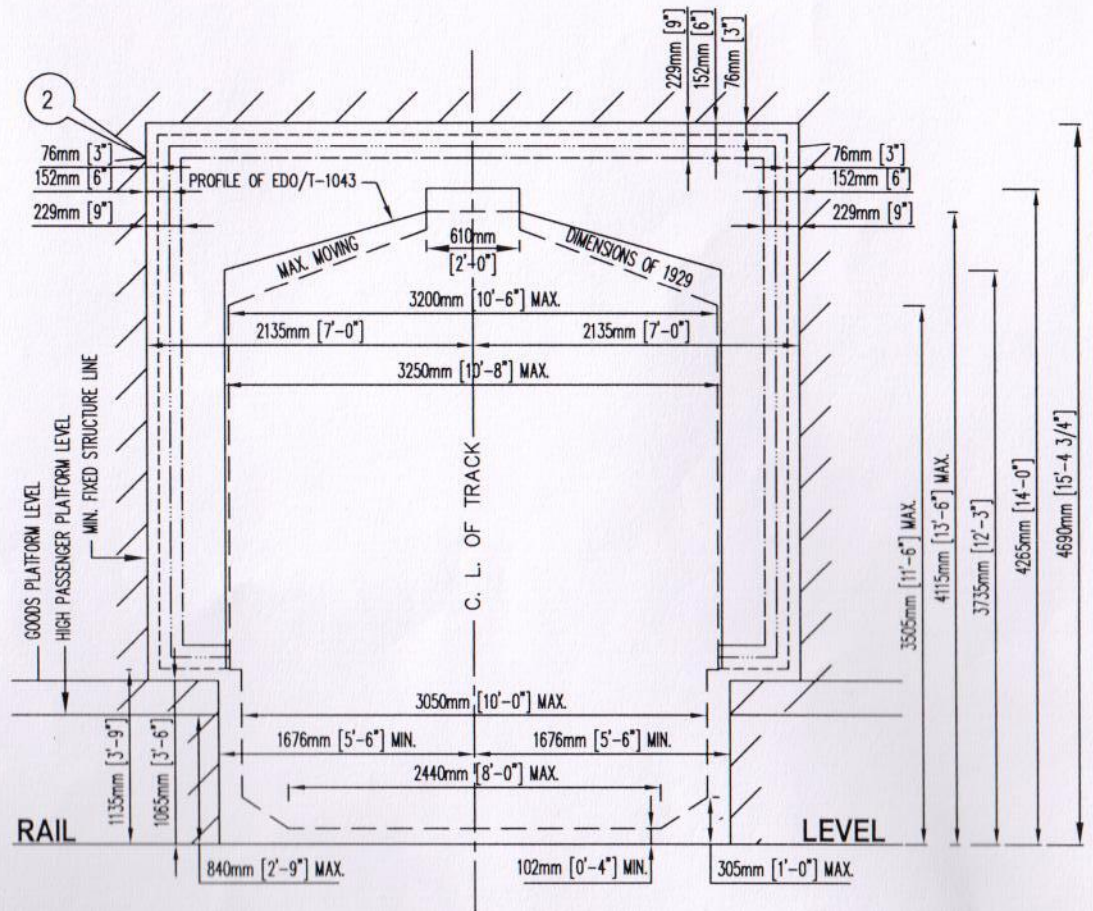 229mm [9"]
152mm [6"]
76mm [3"]
2
76mm [3"]
152mm [6"]
229mm [9"]
76mm [3"]
152mm [6"]
229mm [9"]
PROFILE OF EDO/T-1043
610mm
[2'-0"]
MAX. MOVING
DIMENSIONS OF 1929
3200mm [10'-6"] MAX.
2135mm [7'-0"]
2135mm [7'-0"]
3250mm [10'-8"] MAX.
C. L. OF TRACK
GOODS PLATFORM LEVEL
HIGH PASSENGER PLATFORM LEVEL
MIN. FIXED STRUCTURE LINE
3505mm [11'-6"] MAX.
4115mm [13'-6"] MAX.
3735mm [12'-3"]
4265mm [14'-0"]
4690mm [15'-4 3/4"]
3050mm [10'-0"] MAX.
1676mm [5'-6"] MIN.
1676mm [5'-6"] MIN.
2440mm [8'-0"] MAX.
1135mm [3'-9"]
1065mm [3'-6"]
RAIL
LEVEL
840mm [2'-9"] MAX.
102mm [0'-4"] MIN.
305mm [1'-0"] MAX.